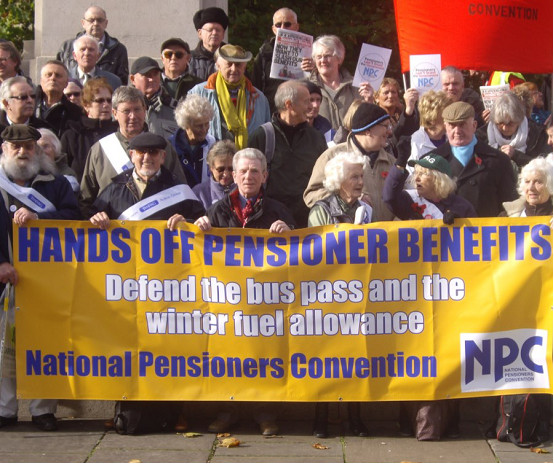 CONVENTION
NPC
NPC
HANDS OFF PENSIONER BENEFITS
Defend the bus pass and the
winter fuel allowance
National Pensioners Convention
NPC
NATIONAL
PENSIONERS
CONVENTION